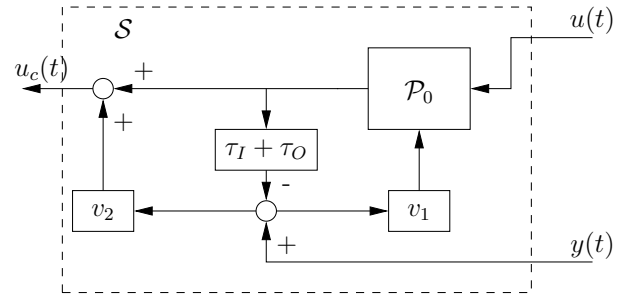 𝒮
u(t)
u_c(t)
+
𝒫_0
+
τ_I + τ_O
-
v_2
v_1
+
y(t)